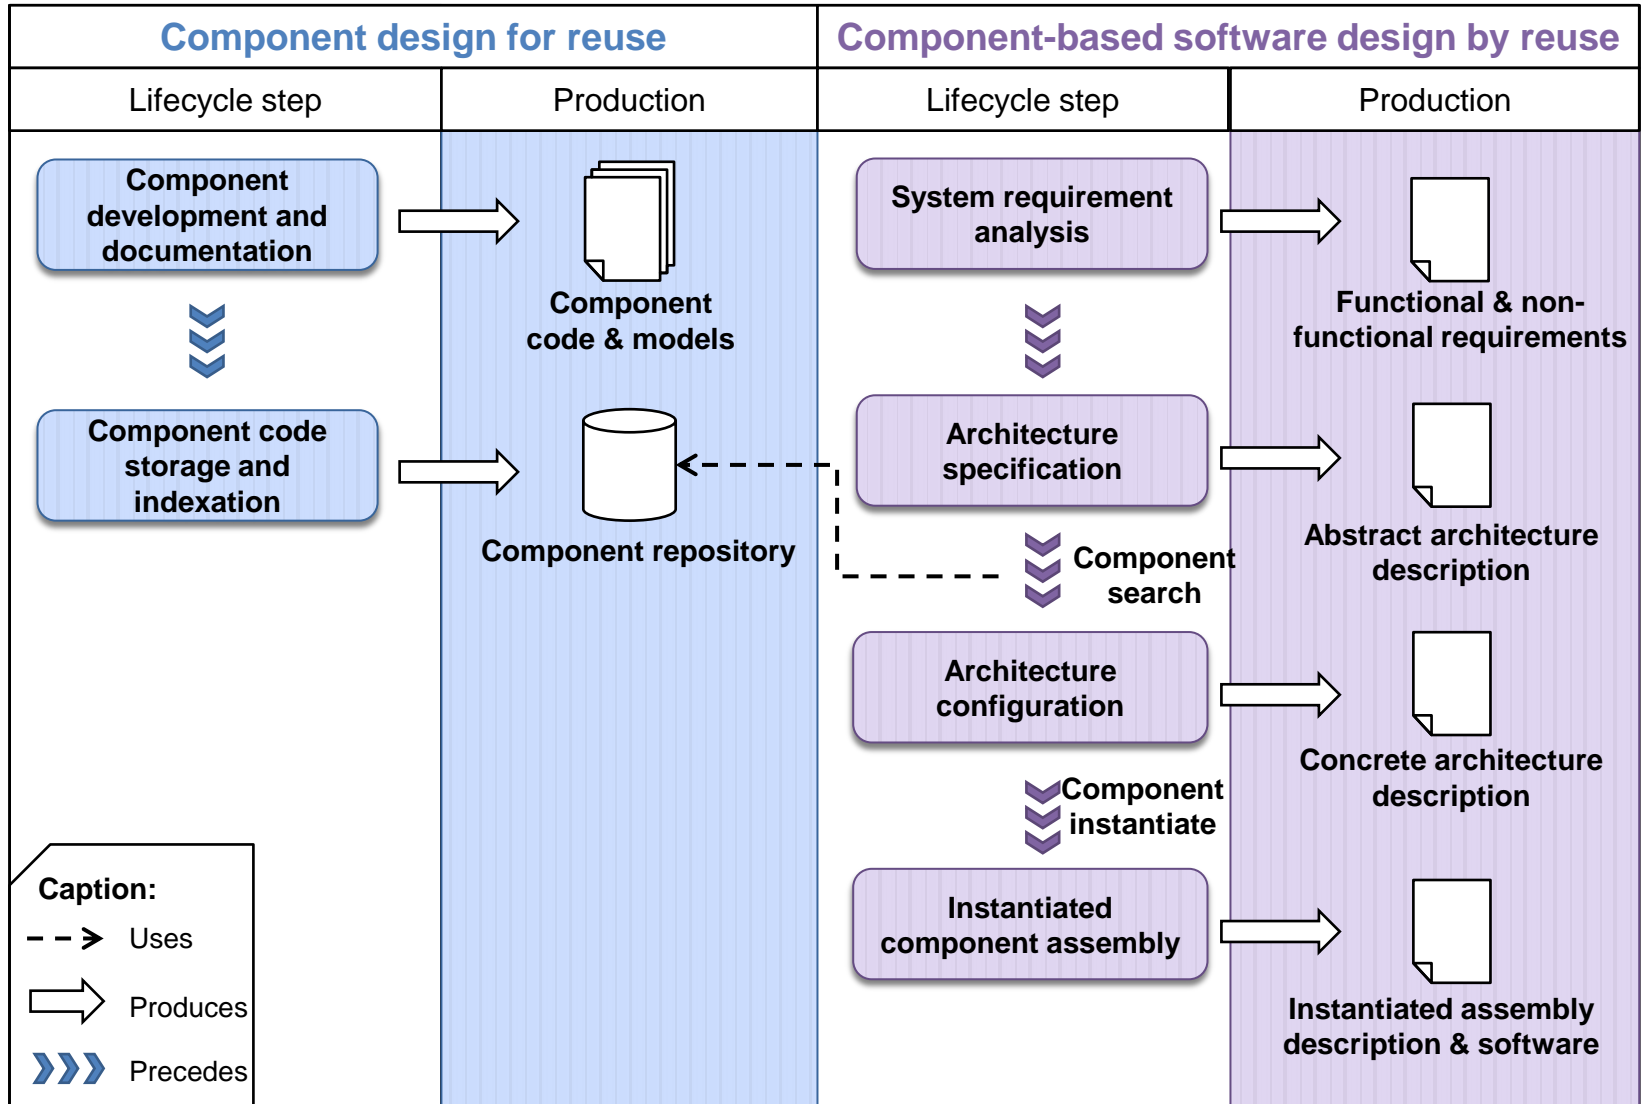 Component design for reuse
Component-based software design by reuse
Lifecycle step
Production
Lifecycle step
Production
Component
development and
documentation
Component
code & models
Component code
storage and
indexation
Component repository
System requirement
analysis
Functional & non-
functional requirements
Architecture
specification
Abstract architecture
description
Component
search
Architecture
configuration
Concrete architecture
description
Component
instantiate
Instantiated
component assembly
Instantiated assembly
description & software
Caption:
Uses
Produces
Precedes